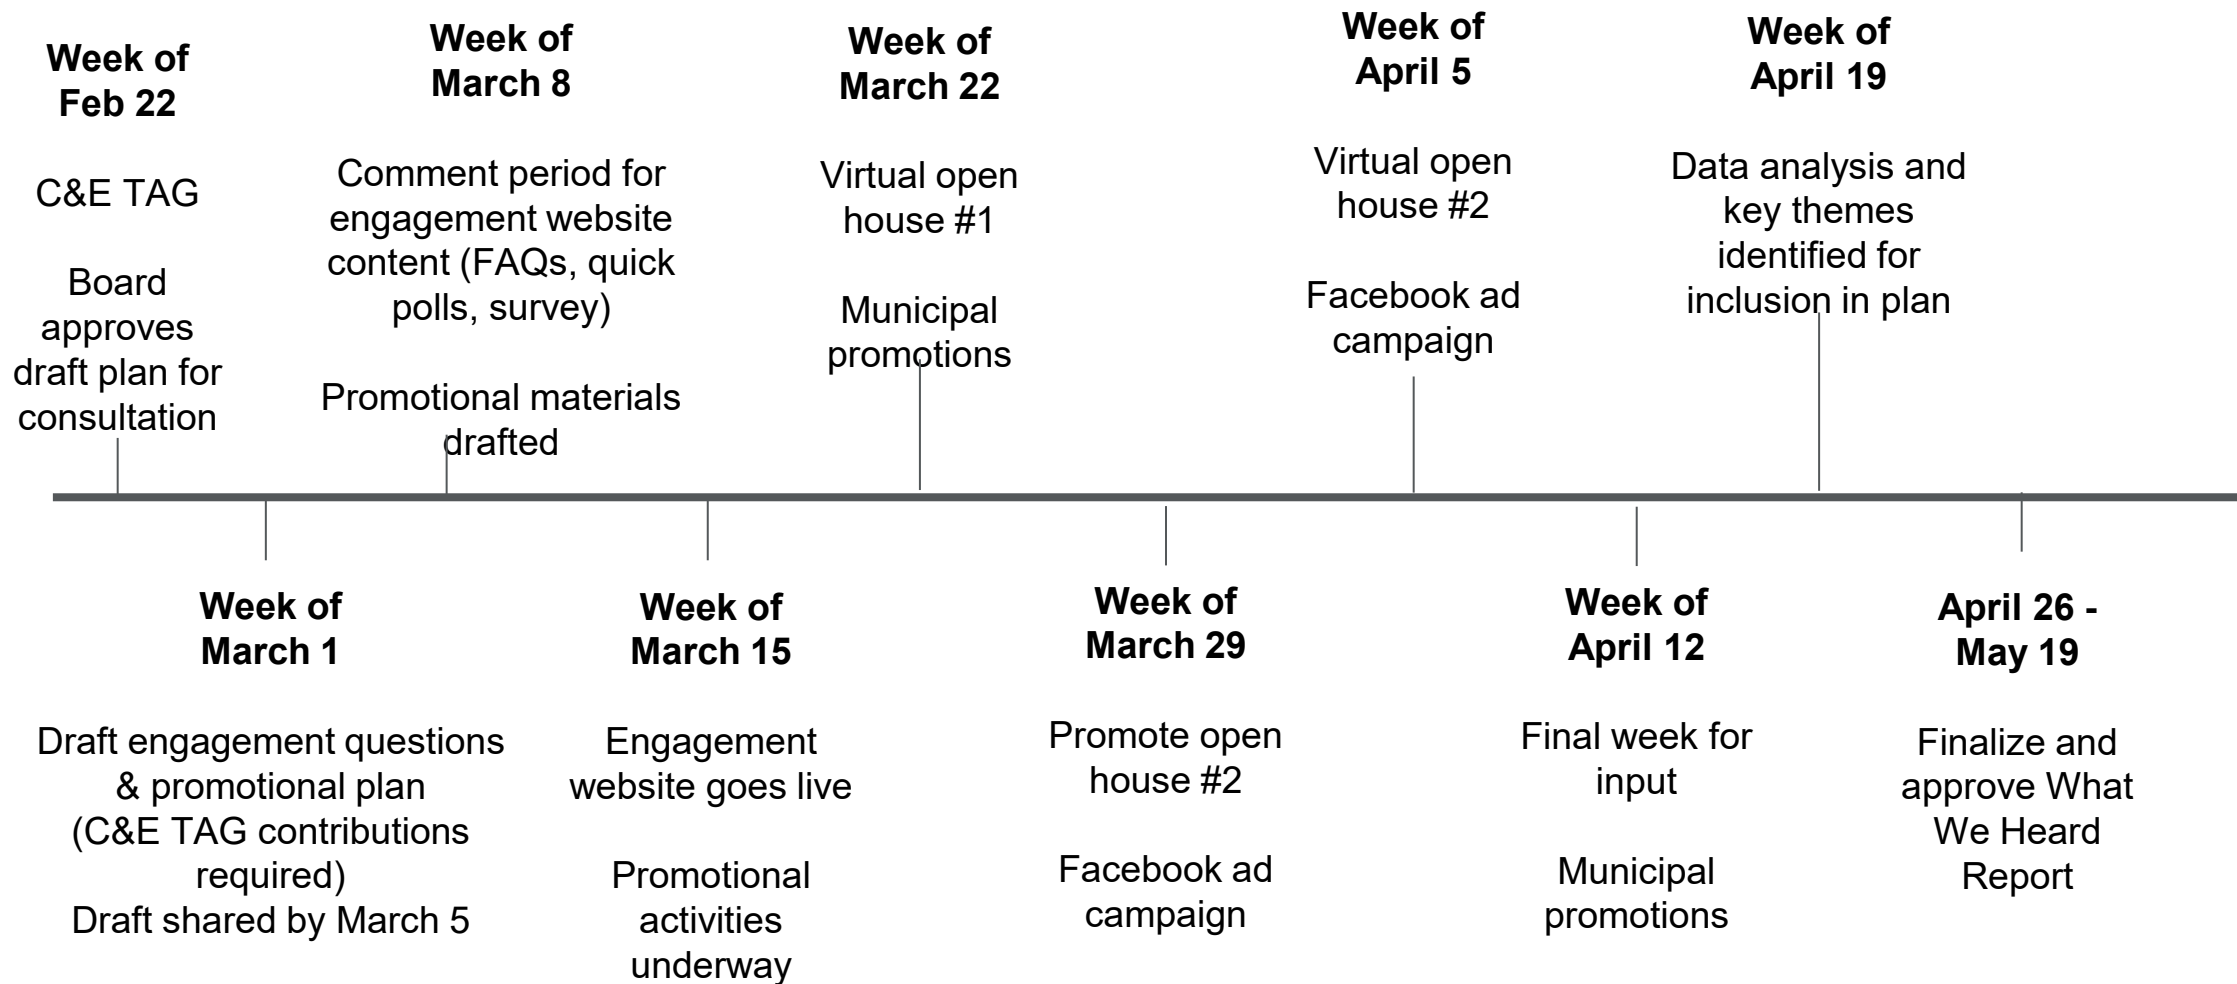 Week of
Feb 22
C&E TAG
Board
approves
draft plan for
consultation
Week of
March 8
Comment period for
engagement website
content (FAQs, quick
polls, survey)
Promotional materials
drafted
Week of
March 22
Virtual open
house #1
Municipal
promotions
Week of
April 5
Virtual open
house #2
Facebook ad
campaign
Week of
April 19
Data analysis and
key themes
identified for
inclusion in plan
Week of
March 1
Draft engagement questions
& promotional plan
(C&E TAG contributions
required)
Draft shared by March 5
Week of
March 15
Engagement
website goes live
Promotional
activities
underway
Week of
March 29
Promote open
house #2
Facebook ad
campaign
Week of
April 12
Final week for
input
Municipal
promotions
April 26 -
May 19
Finalize and
approve What
We Heard
Report